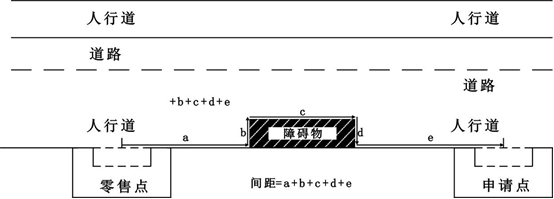 人行道 人行道
道路
道路
+b+c+d+e
c
人行道 b 障碍物 d 人行道
a e
零售点 间距=a+b+c+d+e 申请点